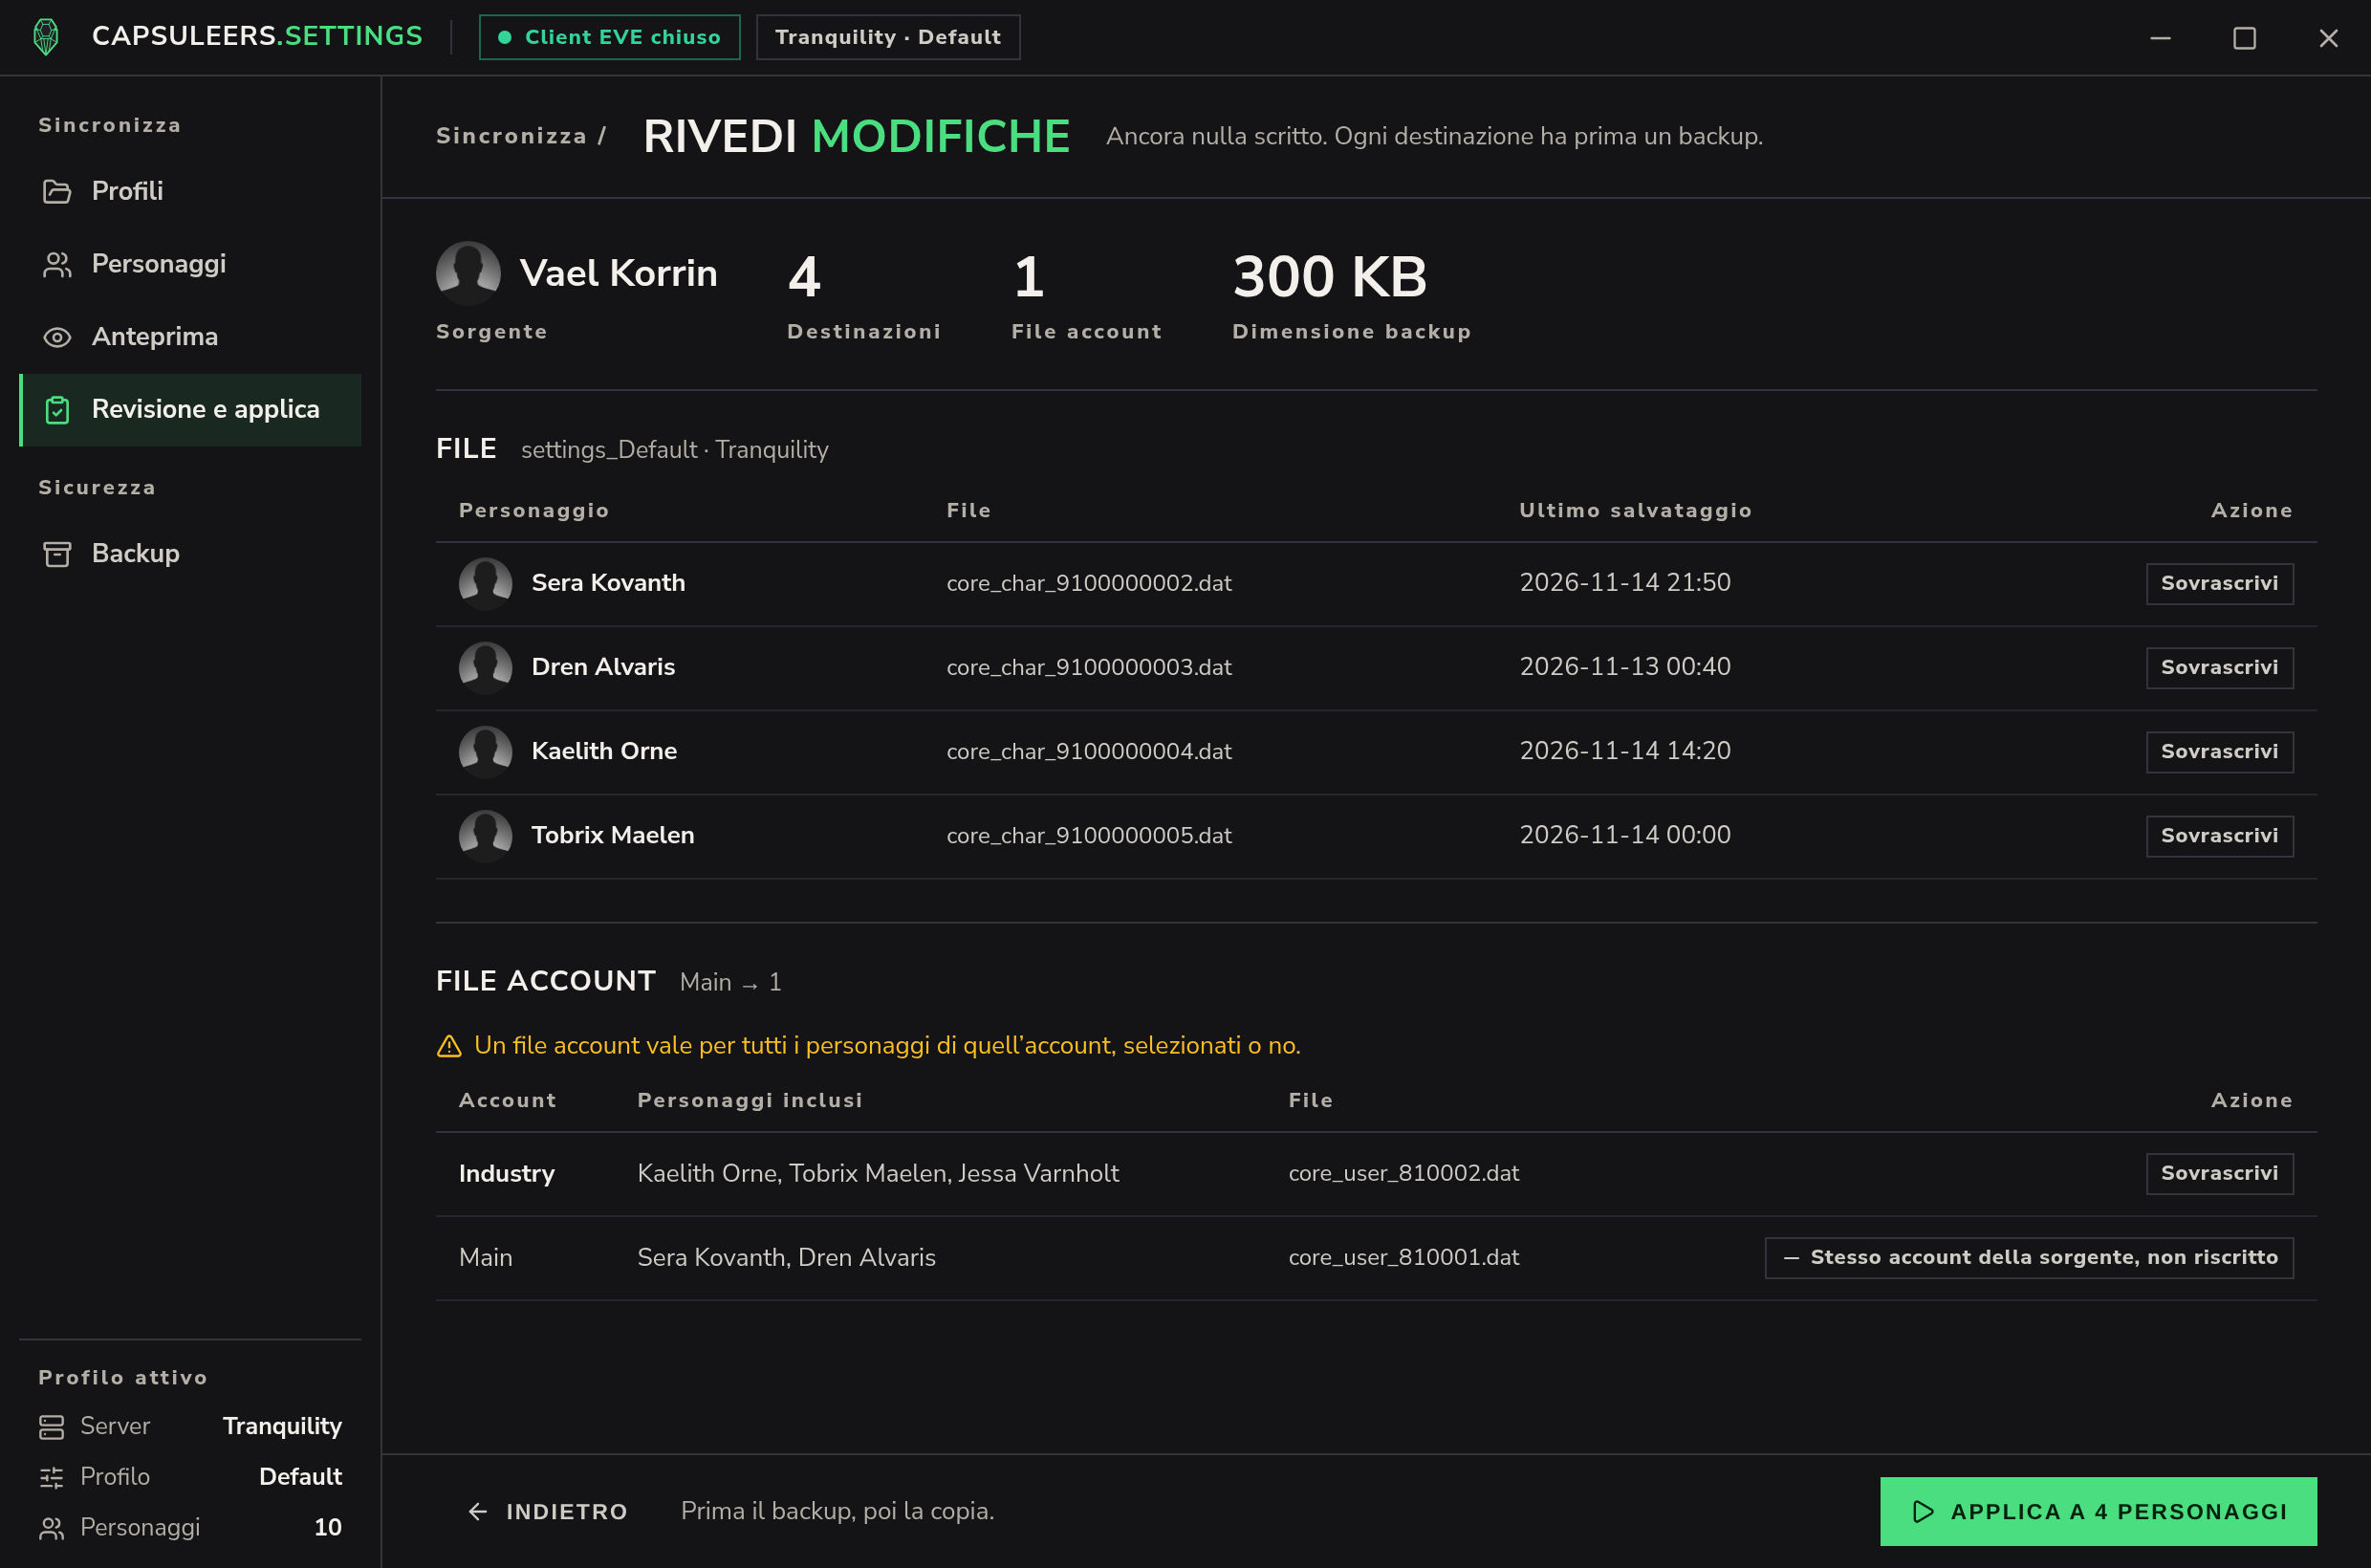 CAPSULEERS.SETTINGS
Client EVE chiuso
Tranquility · Default
Sincronizza
Profili
Personaggi
Anteprima
Revisione e applica
Sicurezza
Backup
Profilo attivo
Server Tranquility
Profilo Default
Personaggi 10
Sincronizza / RIVEDI MODIFICHE Ancora nulla scritto. Ogni destinazione ha prima un backup.
Vael Korrin 4 1 300 KB
Sorgente Destinazioni File account Dimensione backup
FILE settings_Default · Tranquility
Personaggio File Ultimo salvataggio Azione
Sera Kovanth core_char_9100000002.dat 2026-11-14 21:50 Sovrascrivi
Dren Alvaris core_char_9100000003.dat 2026-11-13 00:40 Sovrascrivi
Kaelith Orne core_char_9100000004.dat 2026-11-14 14:20 Sovrascrivi
Tobrix Maelen core_char_9100000005.dat 2026-11-14 00:00 Sovrascrivi
FILE ACCOUNT Main → 1
Un file account vale per tutti i personaggi di quell’account, selezionati o no.
Account Personaggi inclusi File Azione
Industry Kaelith Orne, Tobrix Maelen, Jessa Varnholt core_user_810002.dat Sovrascrivi
Main Sera Kovanth, Dren Alvaris core_user_810001.dat — Stesso account della sorgente, non riscritto
INDIETRO Prima il backup, poi la copia. APPLICA A 4 PERSONAGGI